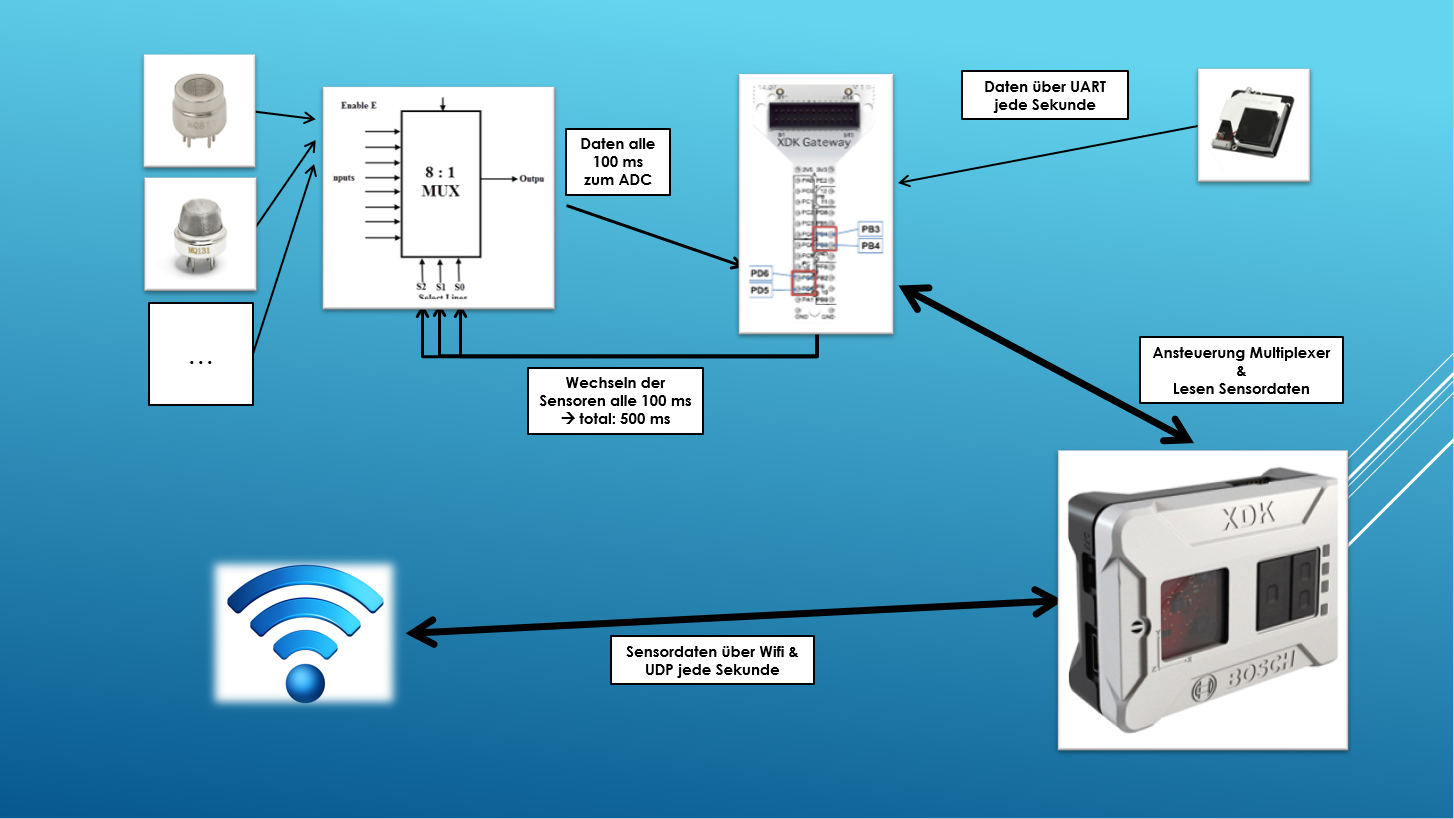 Enable E
nputs
8 : 1
MUX
Outpu
S2 S1 S0
Select Lines
MQ131
...
Daten alle
100 ms
zum ADC
Wechseln der
Sensoren alle 100 ms
→ total: 500 ms
XDK Gateway
PB3
PB4
PD6
PD5
Daten über UART
jede Sekunde
Ansteuerung Multiplexer
&
Lesen Sensordaten
XDK
BOSCH
Sensordaten über Wifi &
UDP jede Sekunde